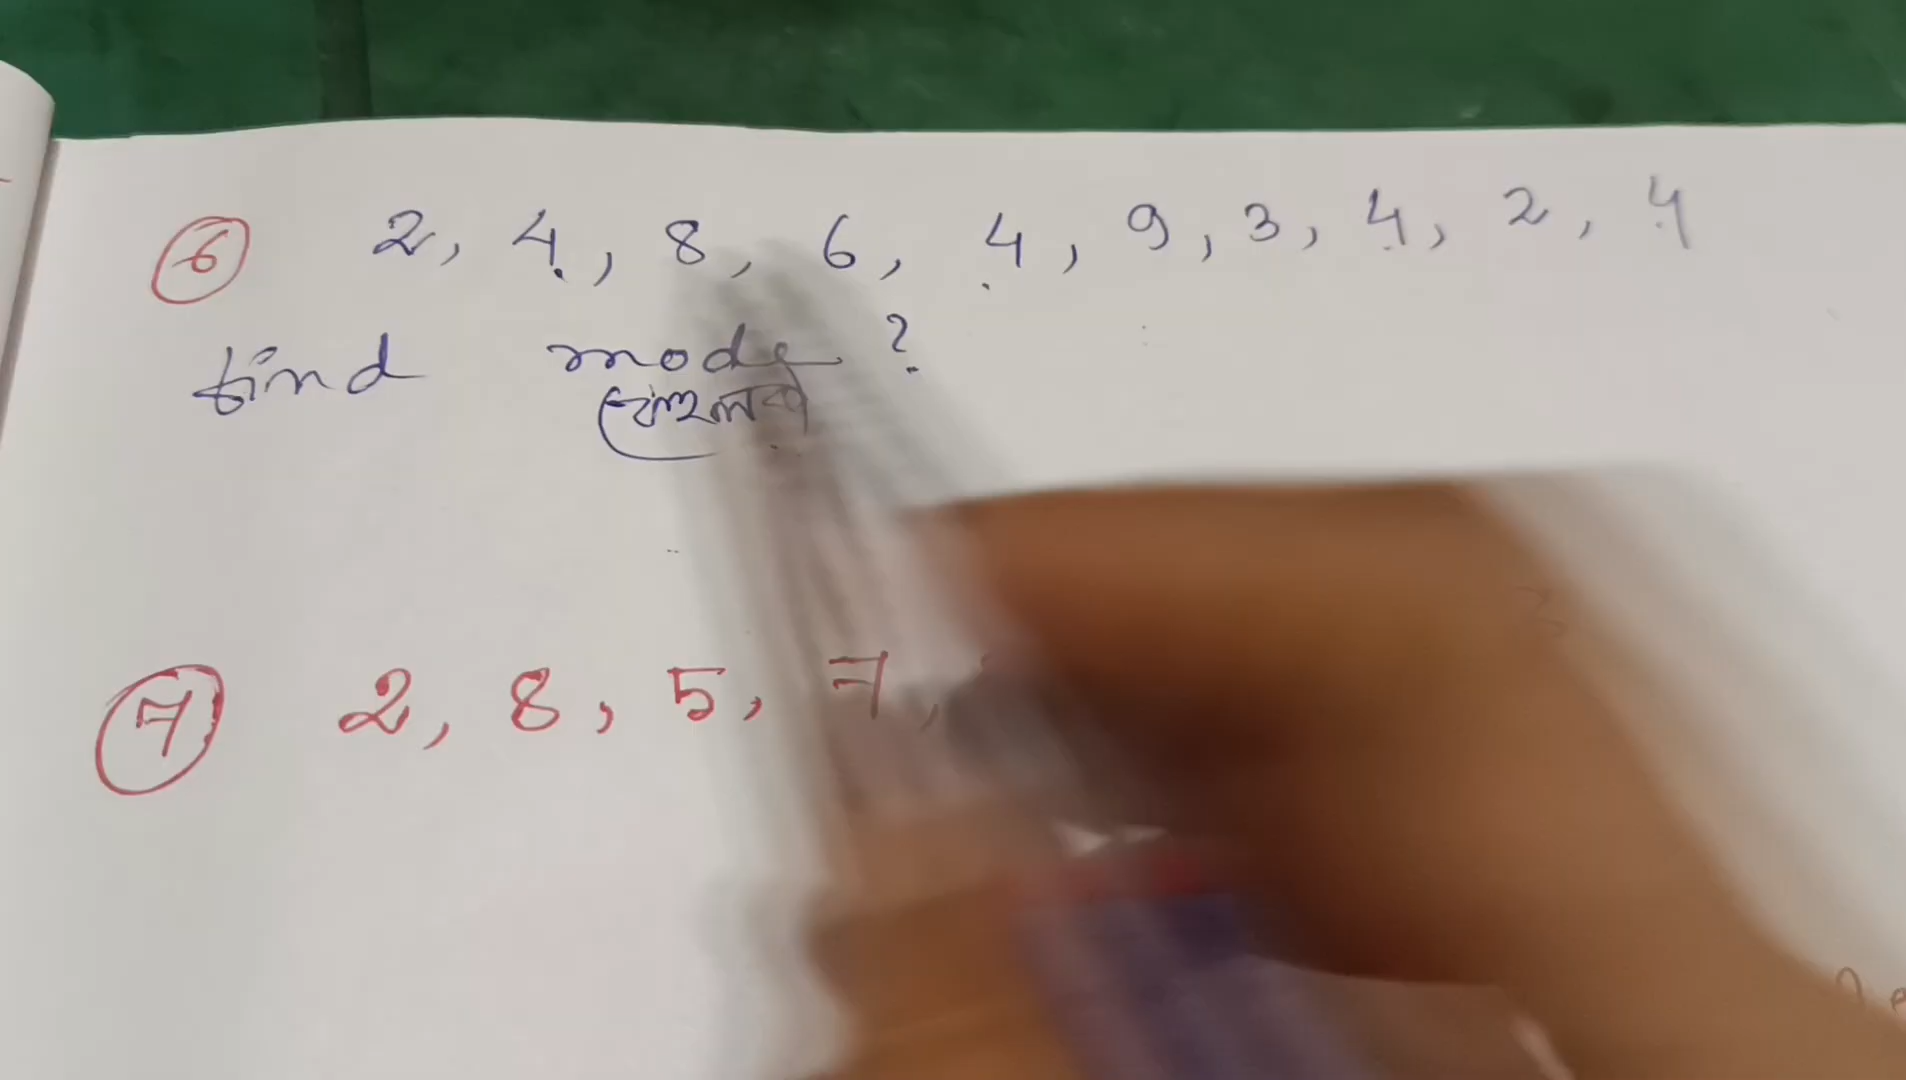 6 2, 4, 8, 6, 4, 9, 3, 4, 2, 4
find mode ?
7 2, 8, 5, 7,